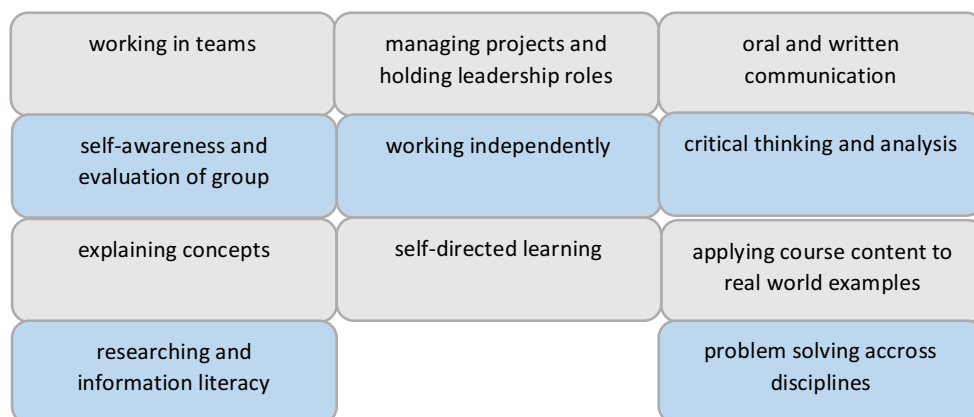 working in teams
managing projects and
holding leadership roles
oral and written
communication
self-awareness and
evaluation of group
working independently
critical thinking and analysis
explaining concepts
self-directed learning
applying course content to
real world examples
researching and
information literacy
problem solving accross
disciplines